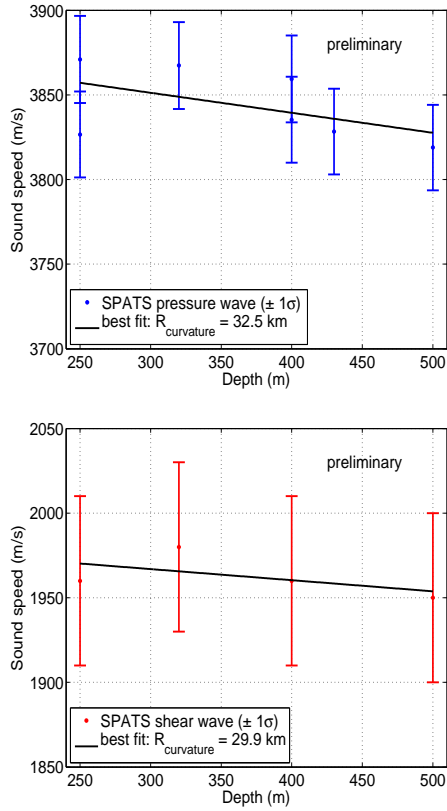 3900
preliminary
3850
3800
3750
3700
Sound speed (m/s)
SPATS pressure wave (± 1σ)
best fit: R_curvature = 32.5 km
250 300 350 400 450 500
Depth (m)
2050
preliminary
2000
1950
1900
1850
Sound speed (m/s)
SPATS shear wave (± 1σ)
best fit: R_curvature = 29.9 km
250 300 350 400 450 500
Depth (m)